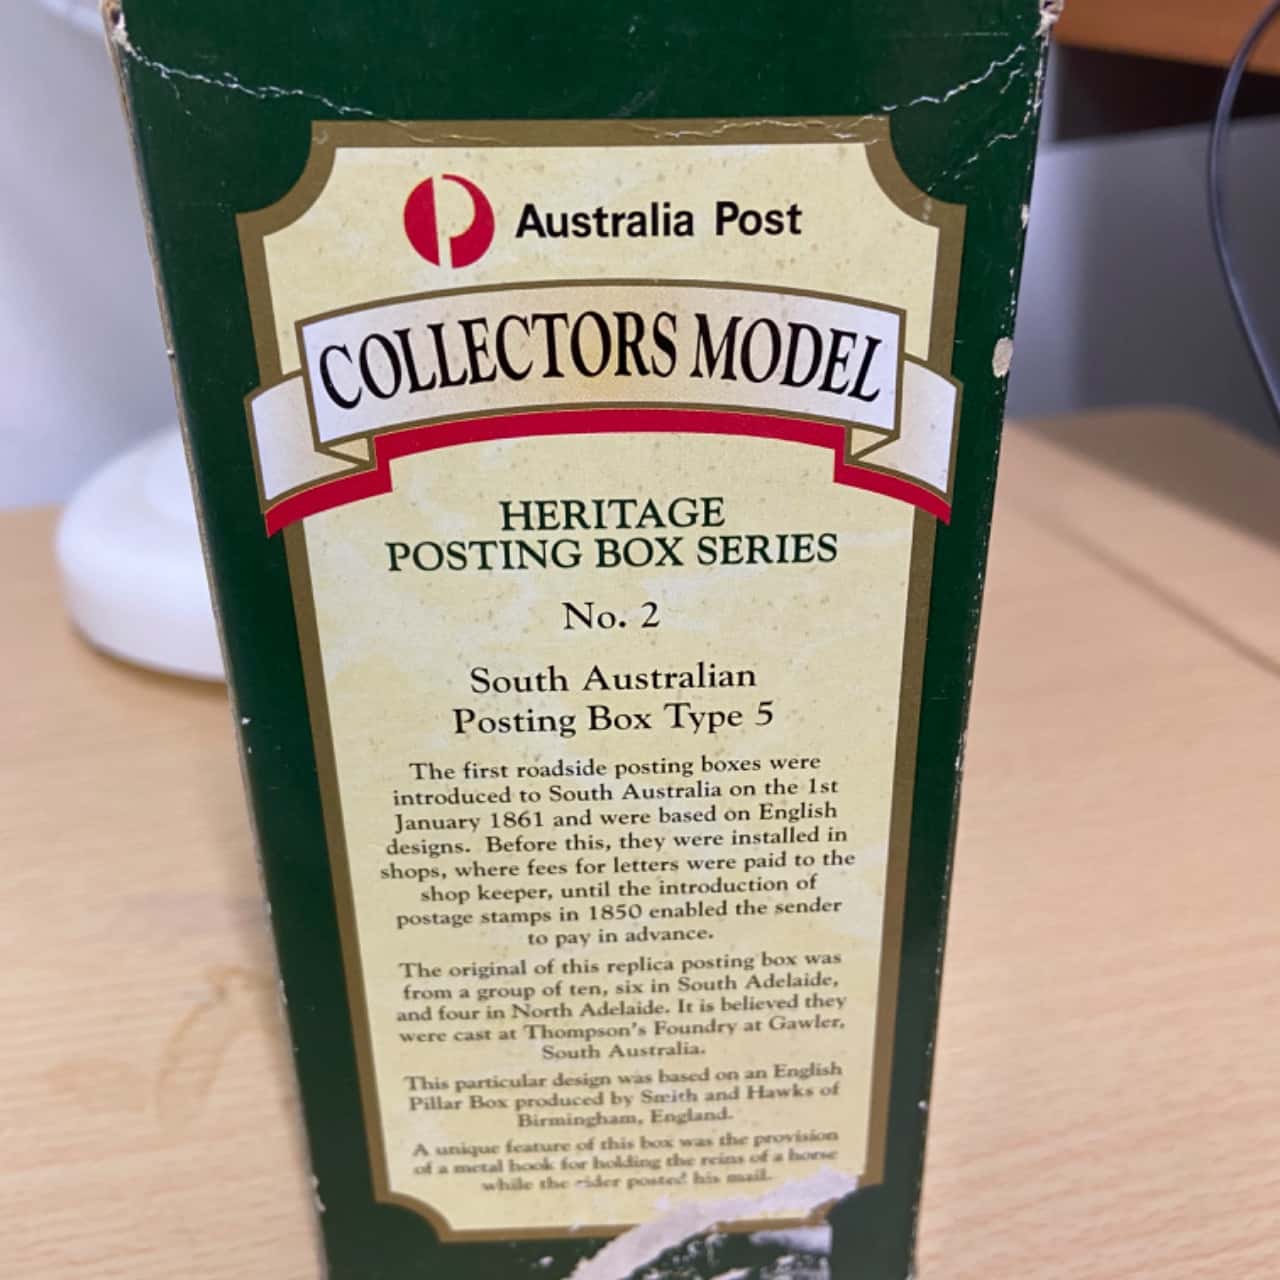 Australia Post
COLLECTORS MODEL
HERITAGE
POSTING BOX SERIES
No. 2
South Australian
Posting Box Type 5
The first roadside posting boxes were
introduced to South Australia on the 1st
January 1861 and were based on English
designs. Before this, they were installed in
shops, where fees for letters were paid to the
shop keeper, until the introduction of
postage stamps in 1850 enabled the sender
to pay in advance.
The original of this replica posting box was
from a group of ten, six in South Adelaide,
and four in North Adelaide. It is believed they
were cast at Thompson's Foundry at Gawler,
South Australia.
This particular design was based on an English
Pillar Box produced by Smith and Hawks of
Birmingham, England.
A unique feature of this box was the provision
of a metal hook for holding the reins of a horse
while the rider posted his mail.